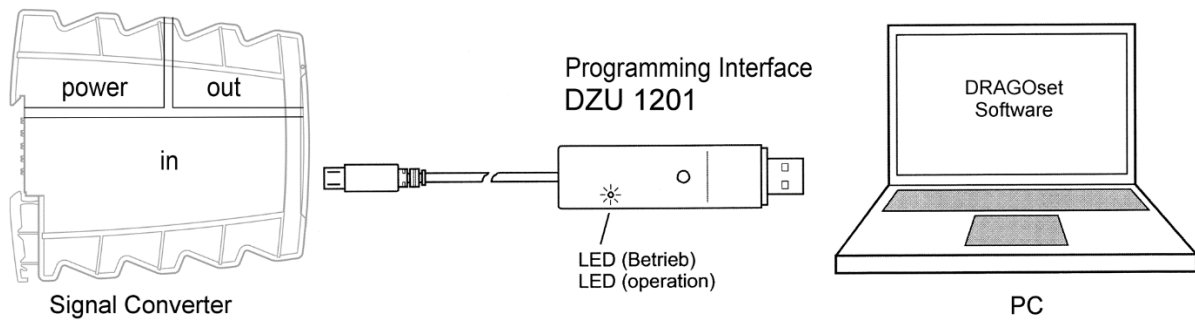 power
out
in
Signal Converter
Programming Interface
DZU 1201
LED (Betrieb)
LED (operation)
DRAGOset
Software
PC